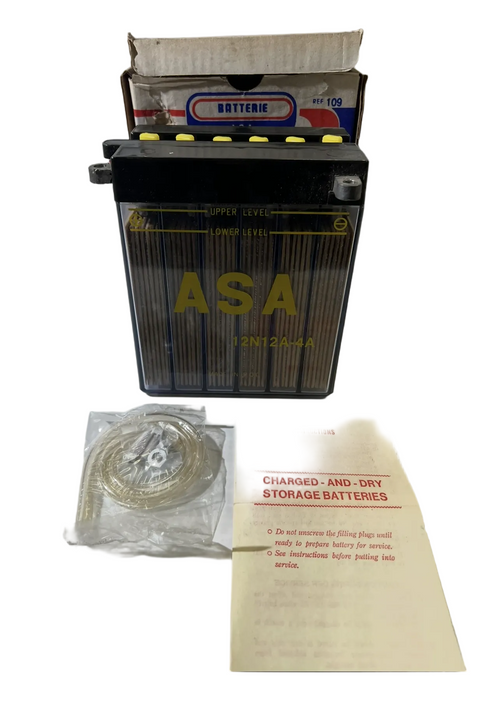 BATTERIE
REF 109
UPPER LEVEL
LOWER LEVEL
ASA
12N12A-4A
CHARGED - AND - DRY
STORAGE BATTERIES
Do not unscrew the filling plugs until
ready to prepare battery for service.
See instructions before putting into
service.